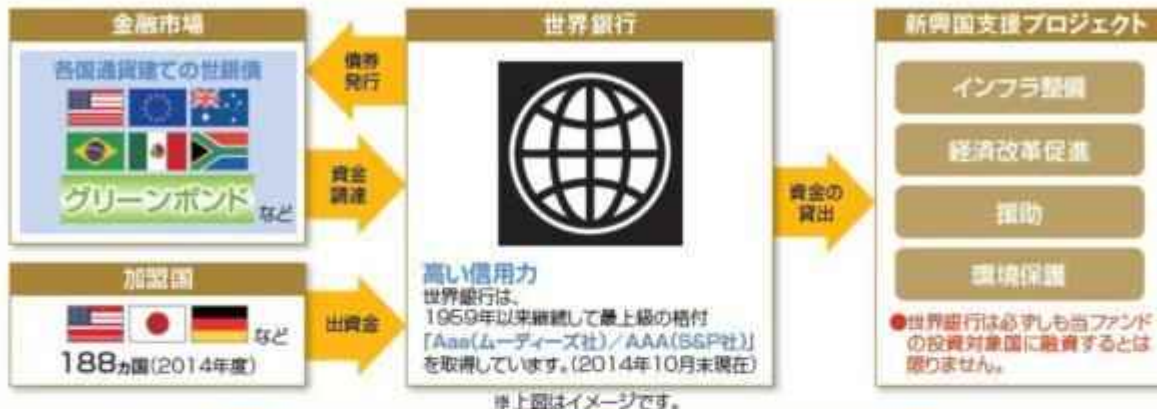 金融市場
各国通貨建ての世銀債
グリーンボンド など
加盟国
など
188ヵ国(2014年度)
債券
発行
資金
調達
出資金
世界銀行
高い信用力
世界銀行は、
1959年以来継続して最上級の格付
「Aaa(ムーディーズ社)/AAA(S&P社)」
を取得しています。(2014年10月末現在)
資金の
貸出
新興国支援プロジェクト
インフラ整備
経済改革促進
援助
環境保護
●世界銀行は必ずしも当ファンド
の投資対象国に融資するとは
限りません。
※上図はイメージです。